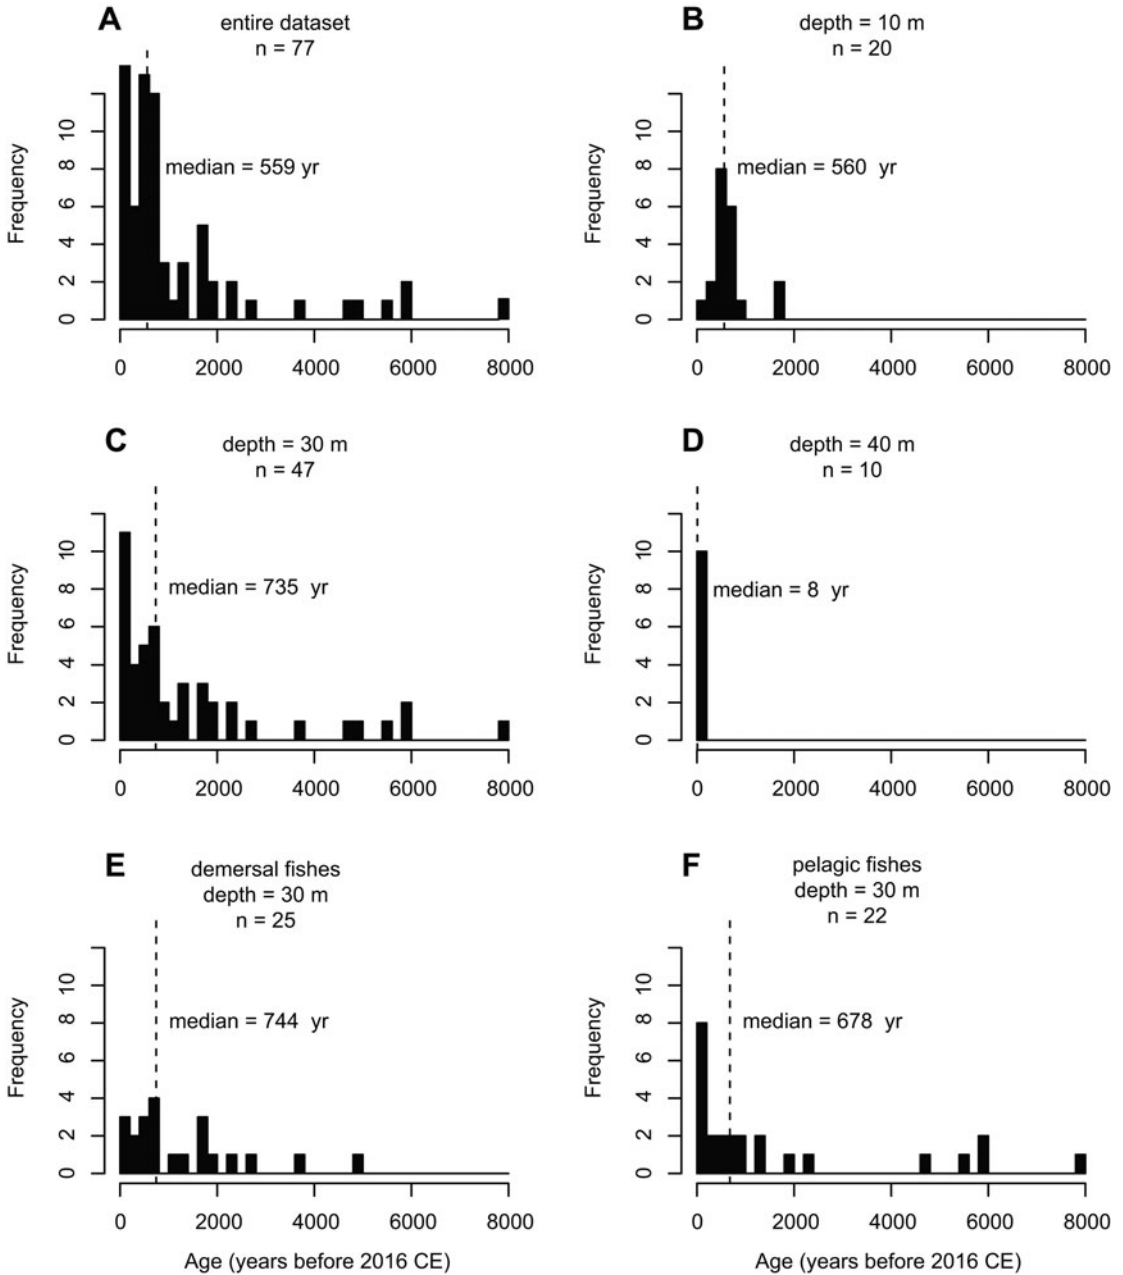 A
entire dataset
n = 77
Frequency
10
8
6
4
2
0
median = 559 yr
0 2000 4000 6000 8000
B
depth = 10 m
n = 20
Frequency
10
8
6
4
2
0
median = 560 yr
0 2000 4000 6000 8000
C
depth = 30 m
n = 47
Frequency
10
8
6
4
2
0
median = 735 yr
0 2000 4000 6000 8000
D
depth = 40 m
n = 10
Frequency
10
8
6
4
2
0
median = 8 yr
0 2000 4000 6000 8000
E
demersal fishes
depth = 30 m
n = 25
Frequency
10
8
6
4
2
0
median = 744 yr
0 2000 4000 6000 8000
Age (years before 2016 CE)
F
pelagic fishes
depth = 30 m
n = 22
Frequency
10
8
6
4
2
0
median = 678 yr
0 2000 4000 6000 8000
Age (years before 2016 CE)